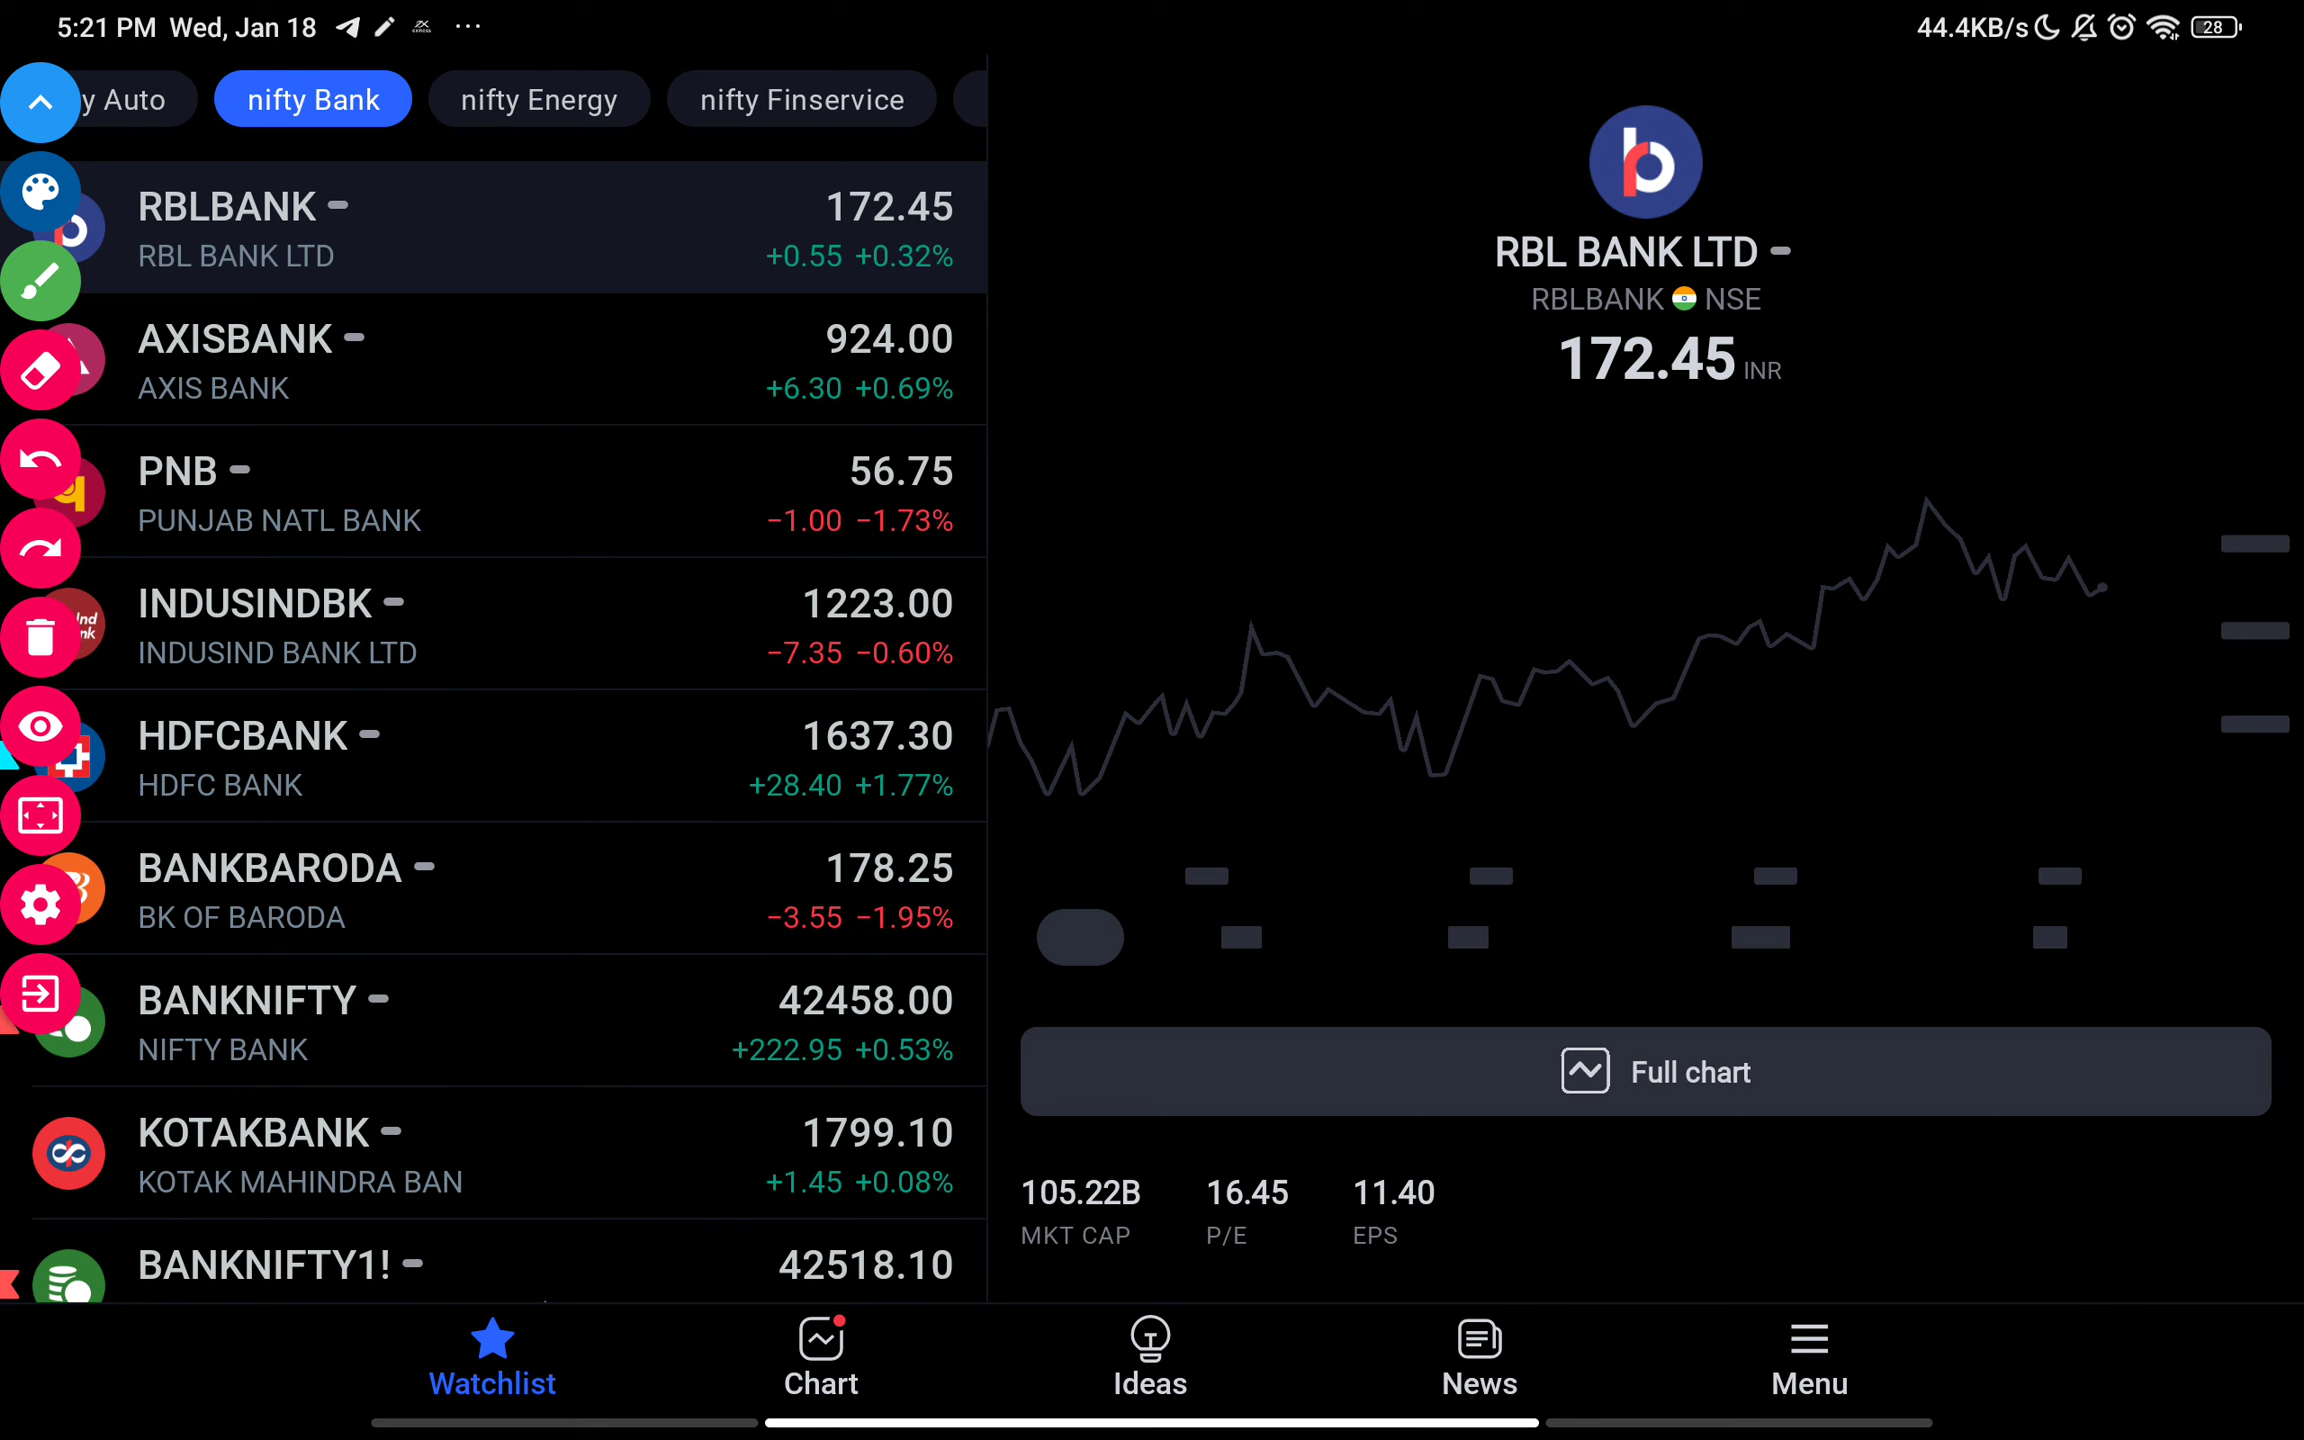 5:21 PM Wed, Jan 18
44.4KB/s 28
y Auto nifty Bank nifty Energy nifty Finservice
RBLBANK 172.45
RBL BANK LTD +0.55 +0.32%
AXISBANK 924.00
AXIS BANK +6.30 +0.69%
PNB 56.75
PUNJAB NATL BANK −1.00 −1.73%
INDUSINDBK 1223.00
INDUSIND BANK LTD −7.35 −0.60%
HDFCBANK 1637.30
HDFC BANK +28.40 +1.77%
BANKBARODA 178.25
BK OF BARODA −3.55 −1.95%
BANKNIFTY 42458.00
NIFTY BANK +222.95 +0.53%
KOTAKBANK 1799.10
KOTAK MAHINDRA BAN +1.45 +0.08%
BANKNIFTY1! 42518.10
RBL BANK LTD
RBLBANK NSE
172.45 INR
Full chart
105.22B 16.45 11.40
MKT CAP P/E EPS
Watchlist Chart Ideas News Menu